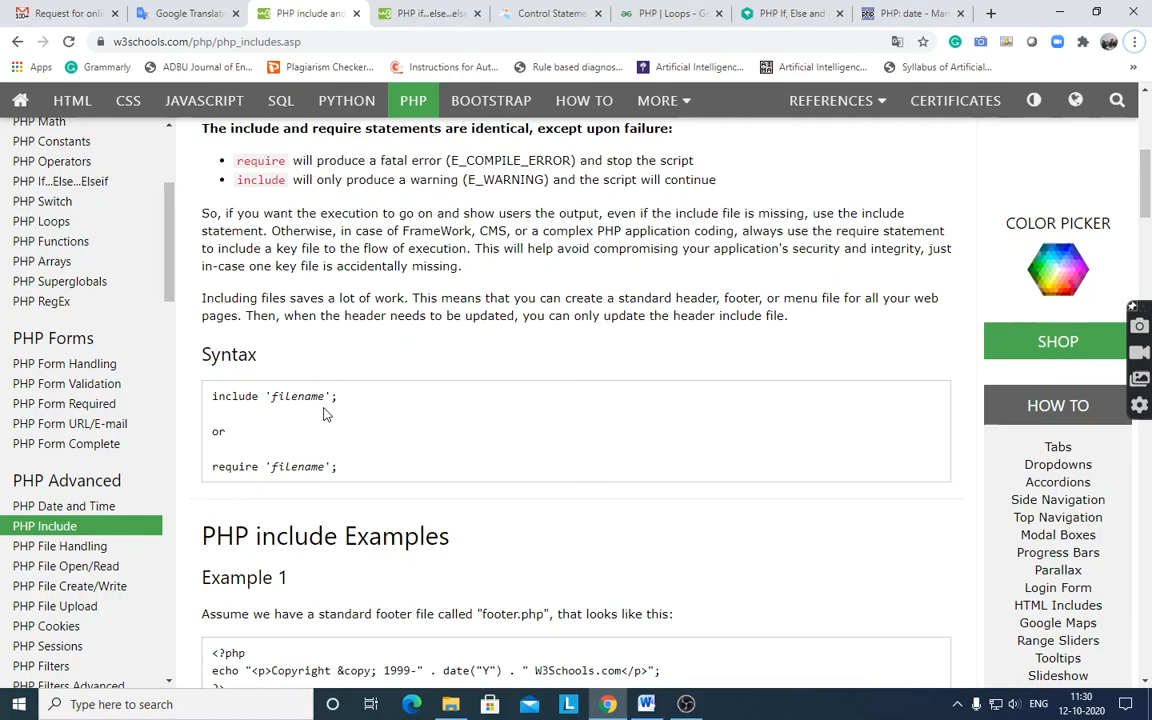 Request for onli
Google Translat
PHP include and
PHP if...else...else
Control Stateme
PHP | Loops - Ge
PHP If, Else and
PHP: date - Man
w3schools.com/php/php_includes.asp
Apps
Grammarly
ADBU Journal of En...
Plagiarism Checker...
Instructions for Aut...
Rule based diagnos...
Artificial Intelligenc...
Artificial Intelligenc...
Syllabus of Artificial...
HTML
CSS
JAVASCRIPT
SQL
PYTHON
PHP
BOOTSTRAP
HOW TO
MORE
REFERENCES
CERTIFICATES
PHP Math
PHP Constants
PHP Operators
PHP If...Else...Elseif
PHP Switch
PHP Loops
PHP Functions
PHP Arrays
PHP Superglobals
PHP RegEx
PHP Forms
PHP Form Handling
PHP Form Validation
PHP Form Required
PHP Form URL/E-mail
PHP Form Complete
PHP Advanced
PHP Date and Time
PHP Include
PHP File Handling
PHP File Open/Read
PHP File Create/Write
PHP File Upload
PHP Cookies
PHP Sessions
PHP Filters
PHP Filters Advanced
The include and require statements are identical, except upon failure:
• require will produce a fatal error (E_COMPILE_ERROR) and stop the script
• include will only produce a warning (E_WARNING) and the script will continue
So, if you want the execution to go on and show users the output, even if the include file is missing, use the include
statement. Otherwise, in case of FrameWork, CMS, or a complex PHP application coding, always use the require statement
to include a key file to the flow of execution. This will help avoid compromising your application's security and integrity, just
in-case one key file is accidentally missing.
Including files saves a lot of work. This means that you can create a standard header, footer, or menu file for all your web
pages. Then, when the header needs to be updated, you can only update the header include file.
Syntax
include 'filename';
or
require 'filename';
PHP include Examples
Example 1
Assume we have a standard footer file called "footer.php", that looks like this:
<?php
echo "<p>Copyright &copy; 1999-" . date("Y") . " W3Schools.com</p>";
?>
COLOR PICKER
SHOP
HOW TO
Tabs
Dropdowns
Accordions
Side Navigation
Top Navigation
Modal Boxes
Progress Bars
Parallax
Login Form
HTML Includes
Google Maps
Range Sliders
Tooltips
Slideshow
Type here to search
ENG
11:30
12-10-2020